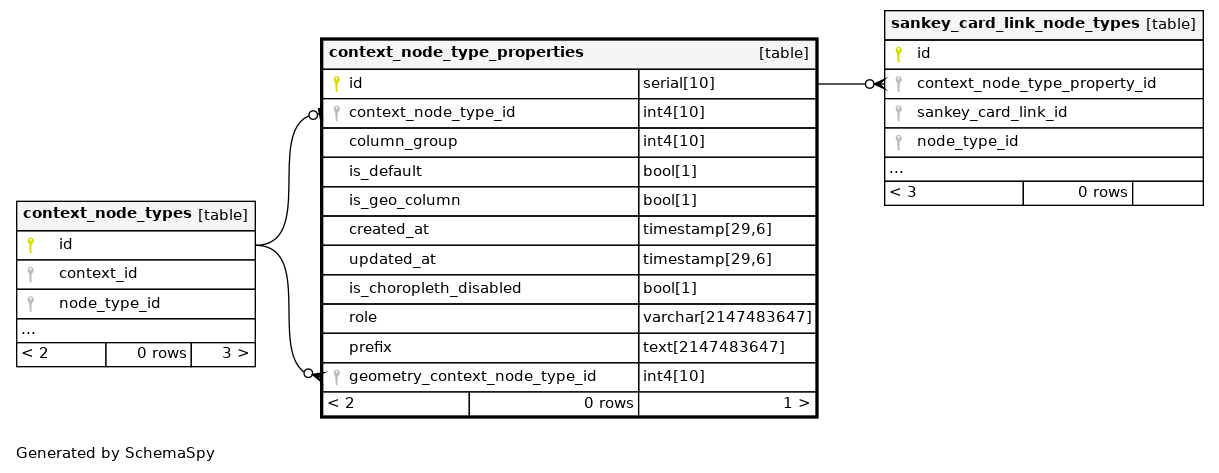 context_node_types [table]
id
context_id
node_type_id
...
< 2 0 rows 3 >
context_node_type_properties [table]
id serial[10]
context_node_type_id int4[10]
column_group int4[10]
is_default bool[1]
is_geo_column bool[1]
created_at timestamp[29,6]
updated_at timestamp[29,6]
is_choropleth_disabled bool[1]
role varchar[2147483647]
prefix text[2147483647]
geometry_context_node_type_id int4[10]
< 2 0 rows 1 >
sankey_card_link_node_types [table]
id
context_node_type_property_id
sankey_card_link_id
node_type_id
...
< 3 0 rows
Generated by SchemaSpy